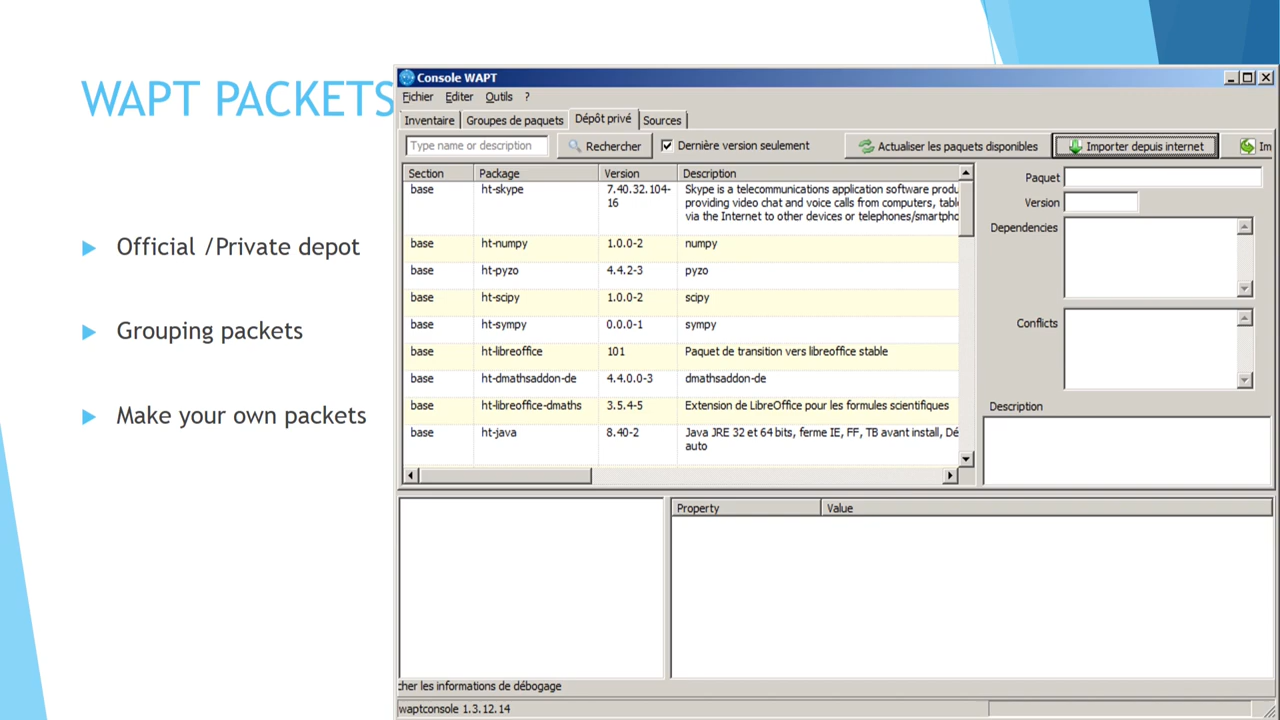 WAPT PACKETS
Official /Private depot
Grouping packets
Make your own packets
Console WAPT
Fichier Editer Outils ?
Inventaire Groupes de paquets Dépôt privé Sources
Type name or description Rechercher Dernière version seulement Actualiser les paquets disponibles Importer depuis internet Im
Section Package Version Description
base ht-skype 7.40.32.104- Skype is a telecommunications application software produ
16 providing video chat and voice calls from computers, table
via the Internet to other devices or telephones/smartpho
base ht-numpy 1.0.0-2 numpy
base ht-pyzo 4.4.2-3 pyzo
base ht-scipy 1.0.0-2 scipy
base ht-sympy 0.0.0-1 sympy
base ht-libreoffice 101 Paquet de transition vers libreoffice stable
base ht-dmathsaddon-de 4.4.0.0-3 dmathsaddon-de
base ht-libreoffice-dmaths 3.5.4-5 Extension de LibreOffice pour les formules scientifiques
base ht-java 8.40-2 Java JRE 32 et 64 bits, ferme IE, FF, TB avant install, Dé
auto
Paquet
Version
Dependencies
Conflicts
Description
Property Value
cher les informations de débogage
waptconsole 1.3.12.14